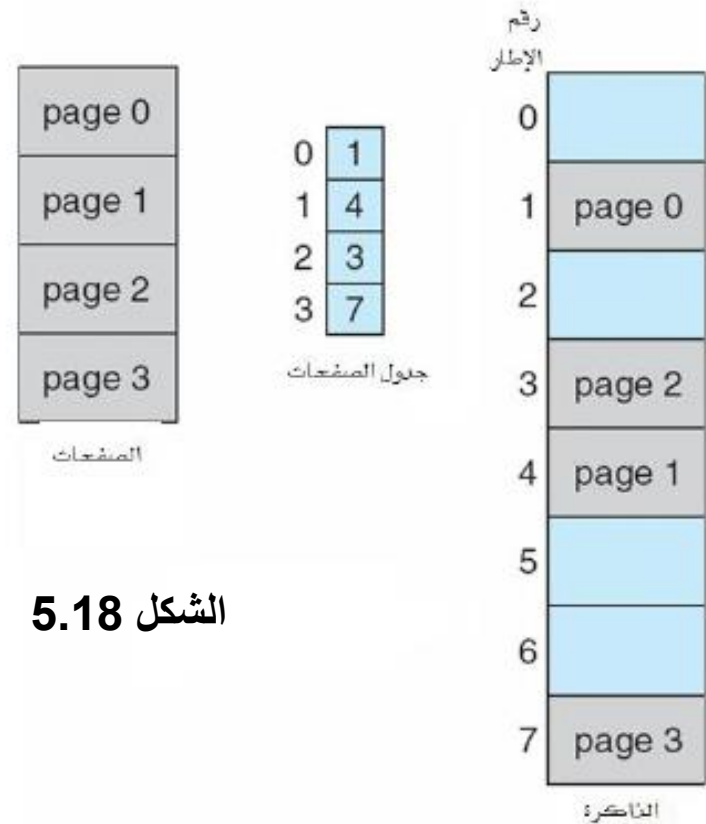 page 0
page 1
page 2
page 3
الصفحات
0 1
1 4
2 3
3 7
جدول الصفحات
رقم
الإطار
0
1 page 0
2
3 page 2
4 page 1
5
6
7 page 3
الذاكرة
الشكل 5.18